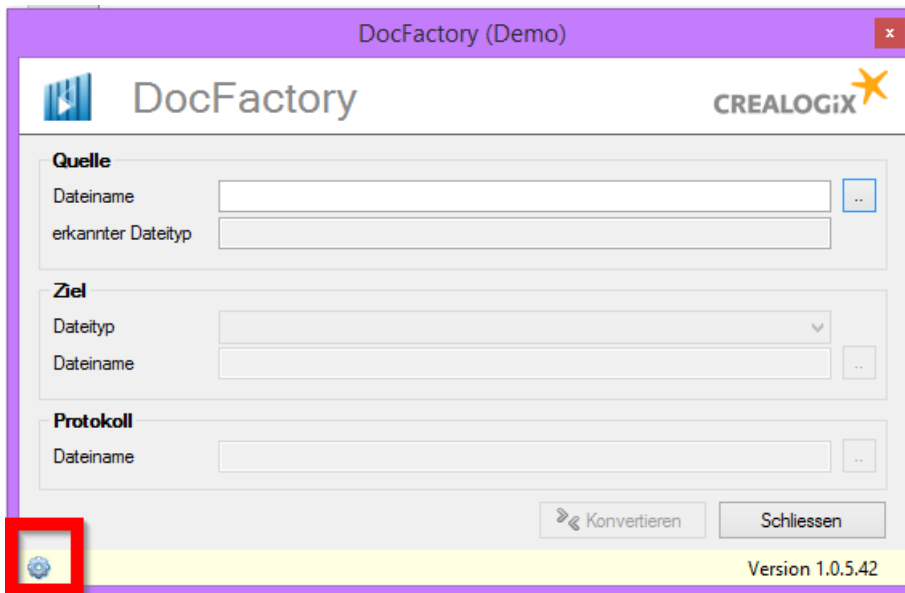 DocFactory (Demo)
x
DocFactory
CREALOGiX
Quelle
Dateiname
..
erkannter Dateityp
Ziel
Dateityp
Dateiname
..
Protokoll
Dateiname
..
Konvertieren Schliessen
Version 1.0.5.42